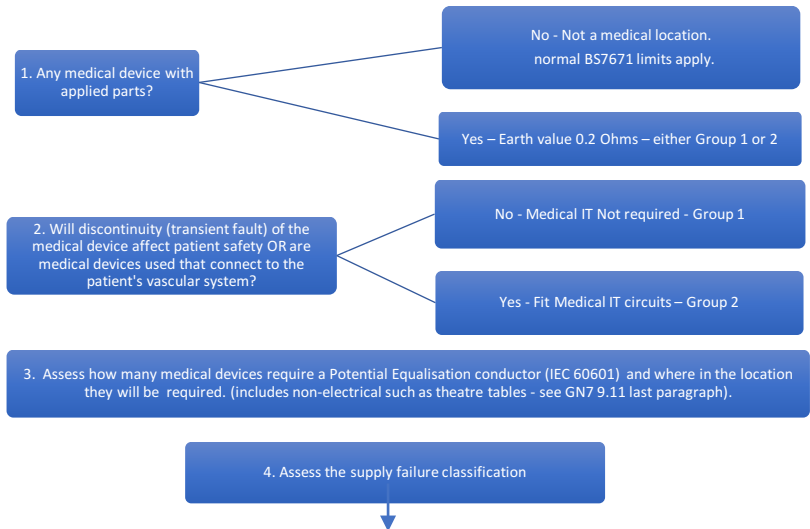 No - Not a medical location.
normal BS7671 limits apply.
1. Any medical device with
applied parts?
Yes – Earth value 0.2 Ohms – either Group 1 or 2
No - Medical IT Not required - Group 1
2. Will discontinuity (transient fault) of the
medical device affect patient safety OR are
medical devices used that connect to the
patient's vascular system?
Yes - Fit Medical IT circuits – Group 2
3. Assess how many medical devices require a Potential Equalisation conductor (IEC 60601) and where in the location
they will be required. (includes non-electrical such as theatre tables - see GN7 9.11 last paragraph).
4. Assess the supply failure classification